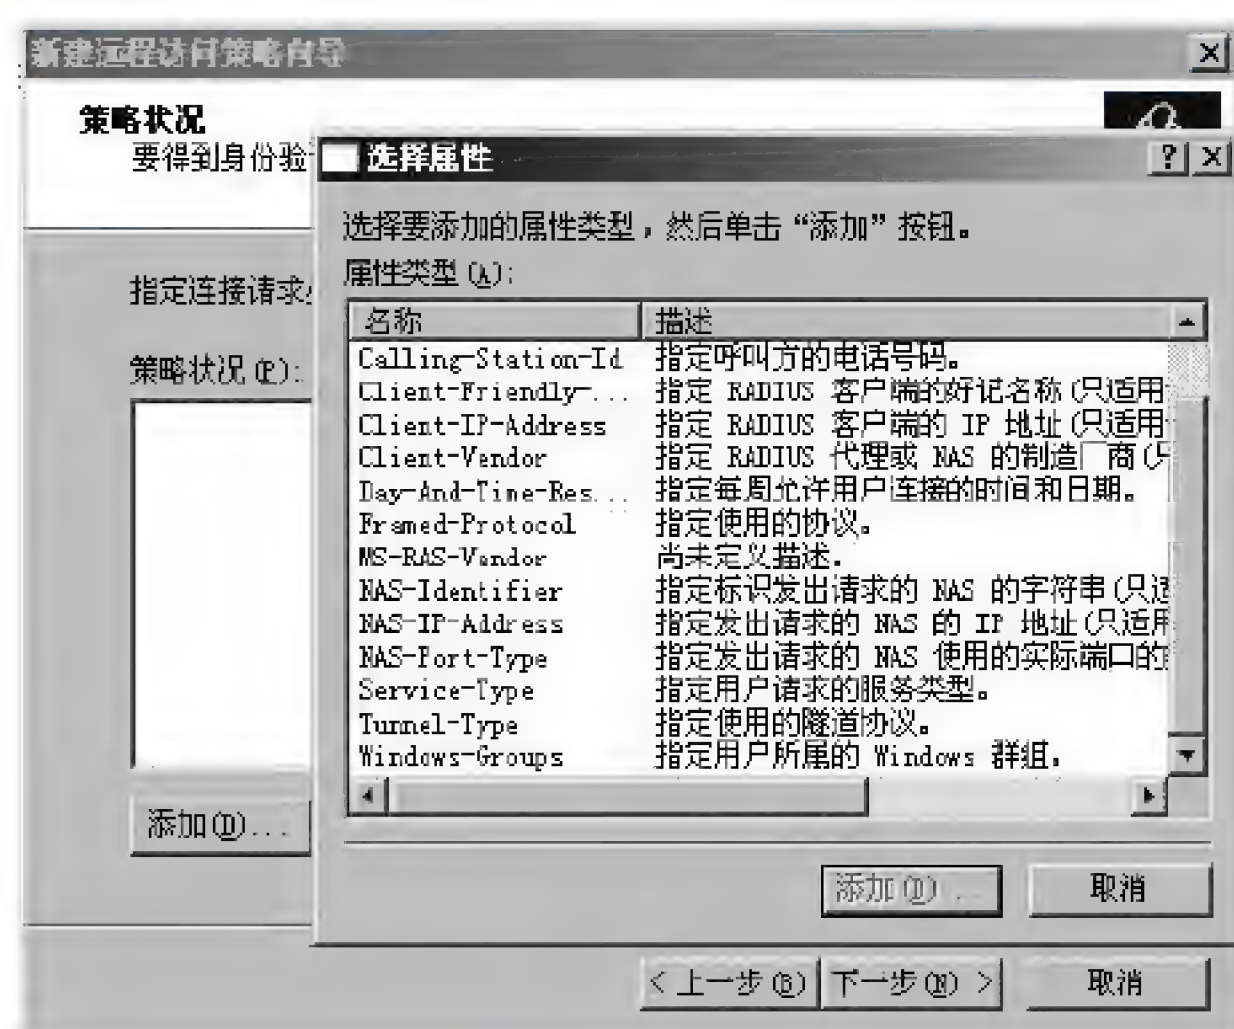 新建远程访问策略向导
策略状况
要得到身份验
选择属性
选择要添加的属性类型，然后单击“添加”按钮。
属性类型(A):
指定连接请求
策略状况(P):
名称 描述
Calling-Station-Id 指定呼叫方的电话号码。
Client-Friendly-... 指定 RADIUS 客户端的好记名称(只适用
Client-IP-Address 指定 RADIUS 客户端的 IP 地址(只适用
Client-Vendor 指定 RADIUS 代理或 NAS 的制造厂商(只
Day-And-Time-Res... 指定每周允许用户连接的时间和日期。
Framed-Protocol 指定使用的协议。
MS-RAS-Vendor 尚未定义描述。
NAS-Identifier 指定标识发出请求的 NAS 的字符串(只适
NAS-IP-Address 指定发出请求的 NAS 的 IP 地址(只适用
NAS-Port-Type 指定发出请求的 NAS 使用的实际端口的
Service-Type 指定用户请求的服务类型。
Tunnel-Type 指定使用的隧道协议。
Windows-Groups 指定用户所属的 Windows 群组。
添加(D)...
添加(D)... 取消
<上一步(B) 下一步(N)> 取消